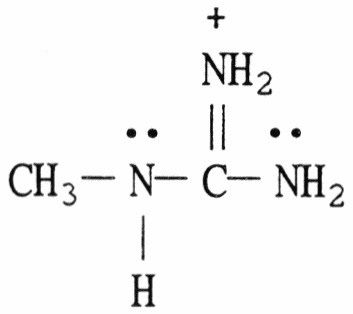 +
NH₂
CH₃ N C NH₂
H